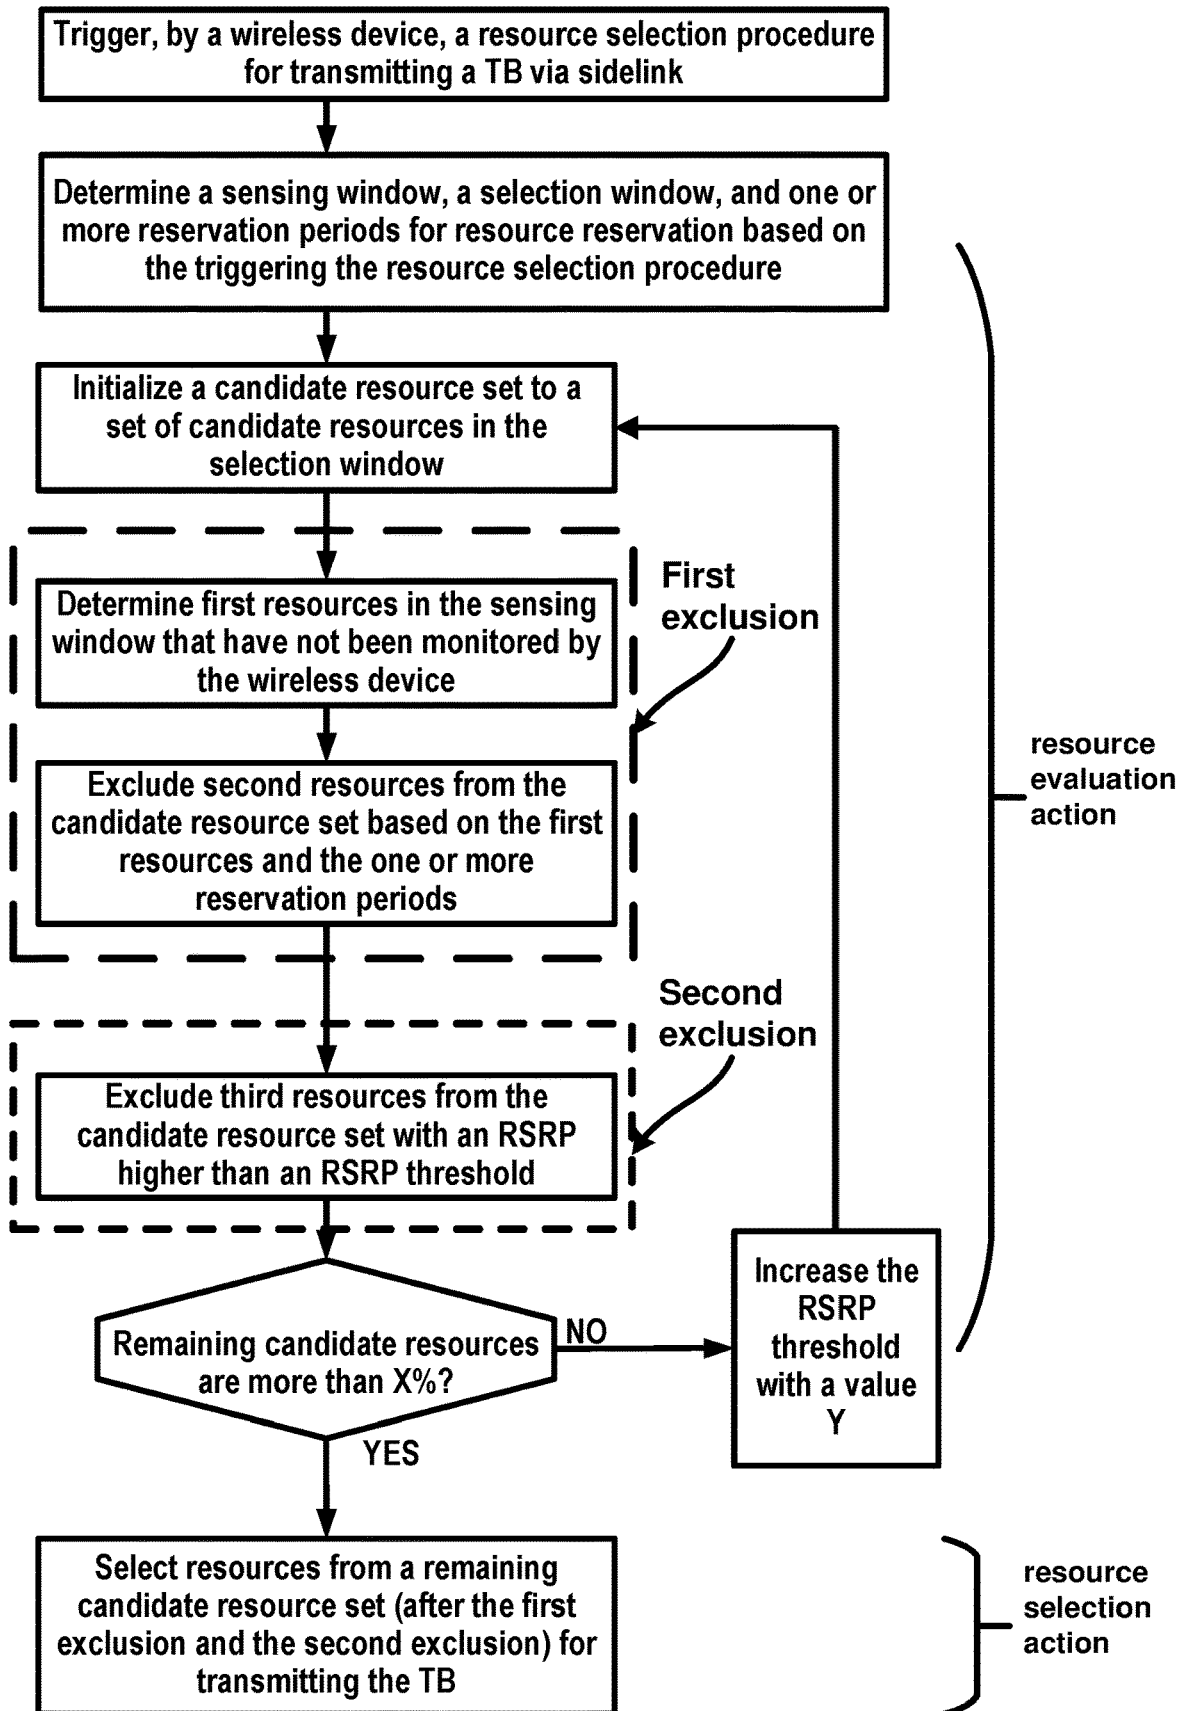 Trigger, by a wireless device, a resource selection procedure
for transmitting a TB via sidelink
Determine a sensing window, a selection window, and one or
more reservation periods for resource reservation based on
the triggering the resource selection procedure
Initialize a candidate resource set to a
set of candidate resources in the
selection window
First
exclusion
Determine first resources in the sensing
window that have not been monitored by
the wireless device
Exclude second resources from the
candidate resource set based on the first
resources and the one or more
reservation periods
resource
evaluation
action
Second
exclusion
Exclude third resources from the
candidate resource set with an RSRP
higher than an RSRP threshold
Remaining candidate resources
are more than X%?
NO
Increase the
RSRP
threshold
with a value
Y
YES
Select resources from a remaining
candidate resource set (after the first
exclusion and the second exclusion) for
transmitting the TB
resource
selection
action